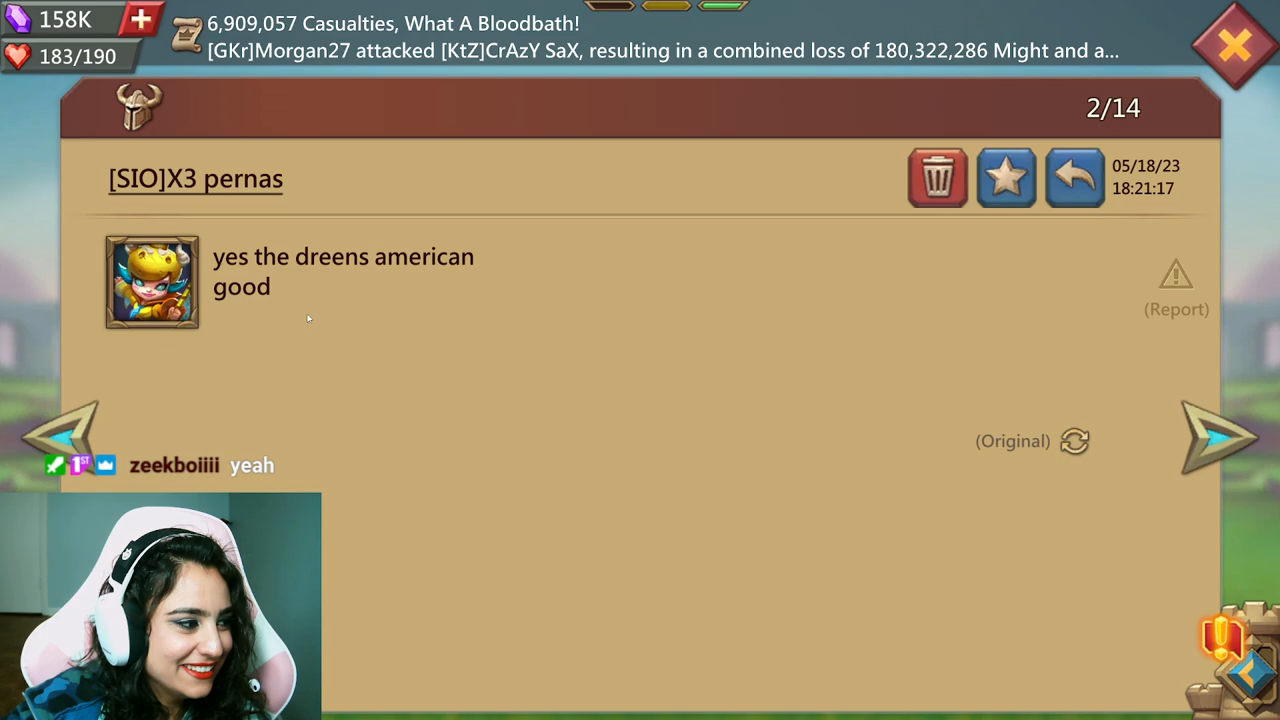 158K
183/190
6,909,057 Casualties, What A Bloodbath!
[GKr]Morgan27 attacked [KtZ]CrAzY SaX, resulting in a combined loss of 180,322,286 Might and a...
2/14
[SIO]X3 pernas
05/18/23
18:21:17
yes the dreens american
good
(Report)
(Original)
1ST zeekboiiii yeah